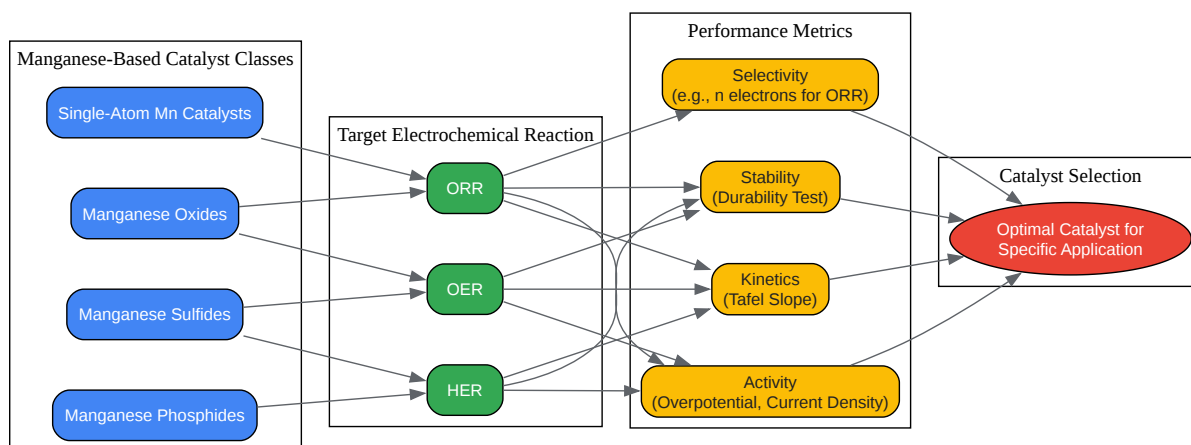 Manganese-Based Catalyst Classes
Single-Atom Mn Catalysts
Manganese Oxides
Manganese Sulfides
Manganese Phosphides
Target Electrochemical Reaction
ORR
OER
HER
Performance Metrics
Selectivity
(e.g., n electrons for ORR)
Stability
(Durability Test)
Kinetics
(Tafel Slope)
Activity
(Overpotential, Current Density)
Catalyst Selection
Optimal Catalyst for
Specific Application